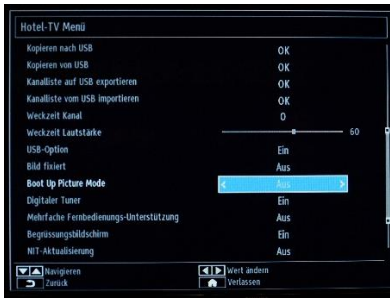 Hotel-TV Menü
Kopieren nach USB OK
Kopieren von USB OK
Kanalliste auf USB exportieren OK
Kanalliste vom USB importieren OK
Weckzeit Kanal 0
Weckzeit Lautstärke 60
USB-Option Ein
Bild fixiert Aus
Boot Up Picture Mode Aus
Digitaler Tuner Ein
Mehrfache Fernbedienungs-Unterstützung Aus
Begrüssungsbildschirm Ein
NIT-Aktualisierung Aus
Navigieren Wert ändern
Zurück Verlassen